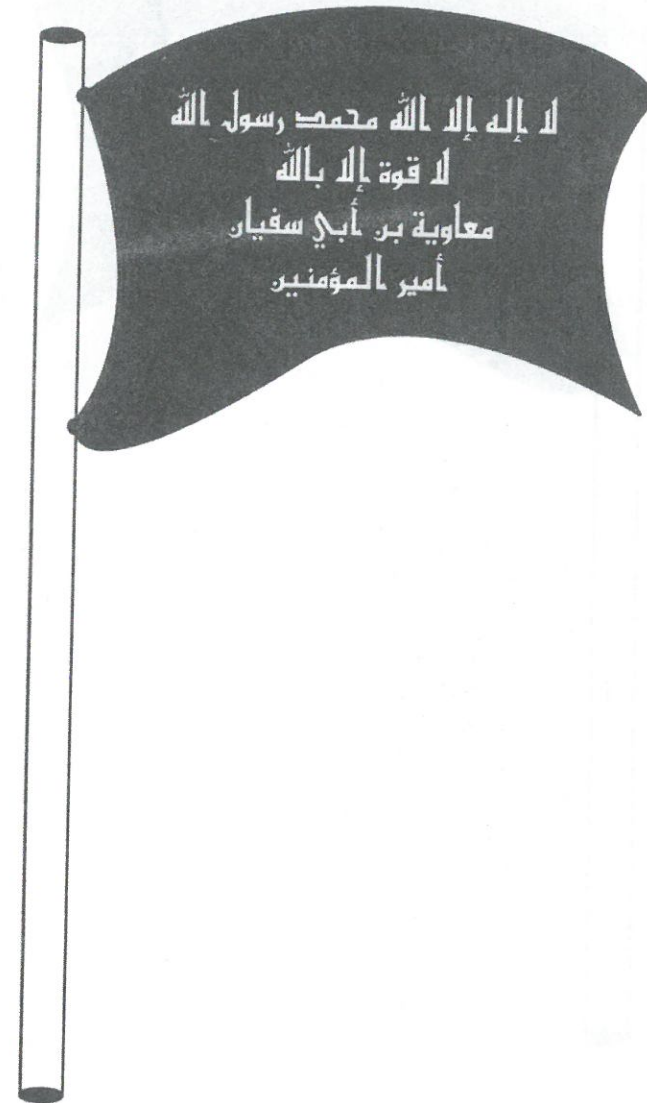 لا إله إلا الله محمد رسول الله
لا قوة إلا بالله
معاوية بن أبي سفيان
أمير المؤمنين